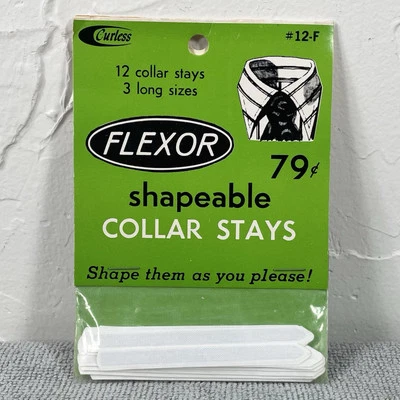 Curless
#12-F
12 collar stays
3 long sizes
FLEXOR
79¢
shapeable
COLLAR STAYS
Shape them as you please!